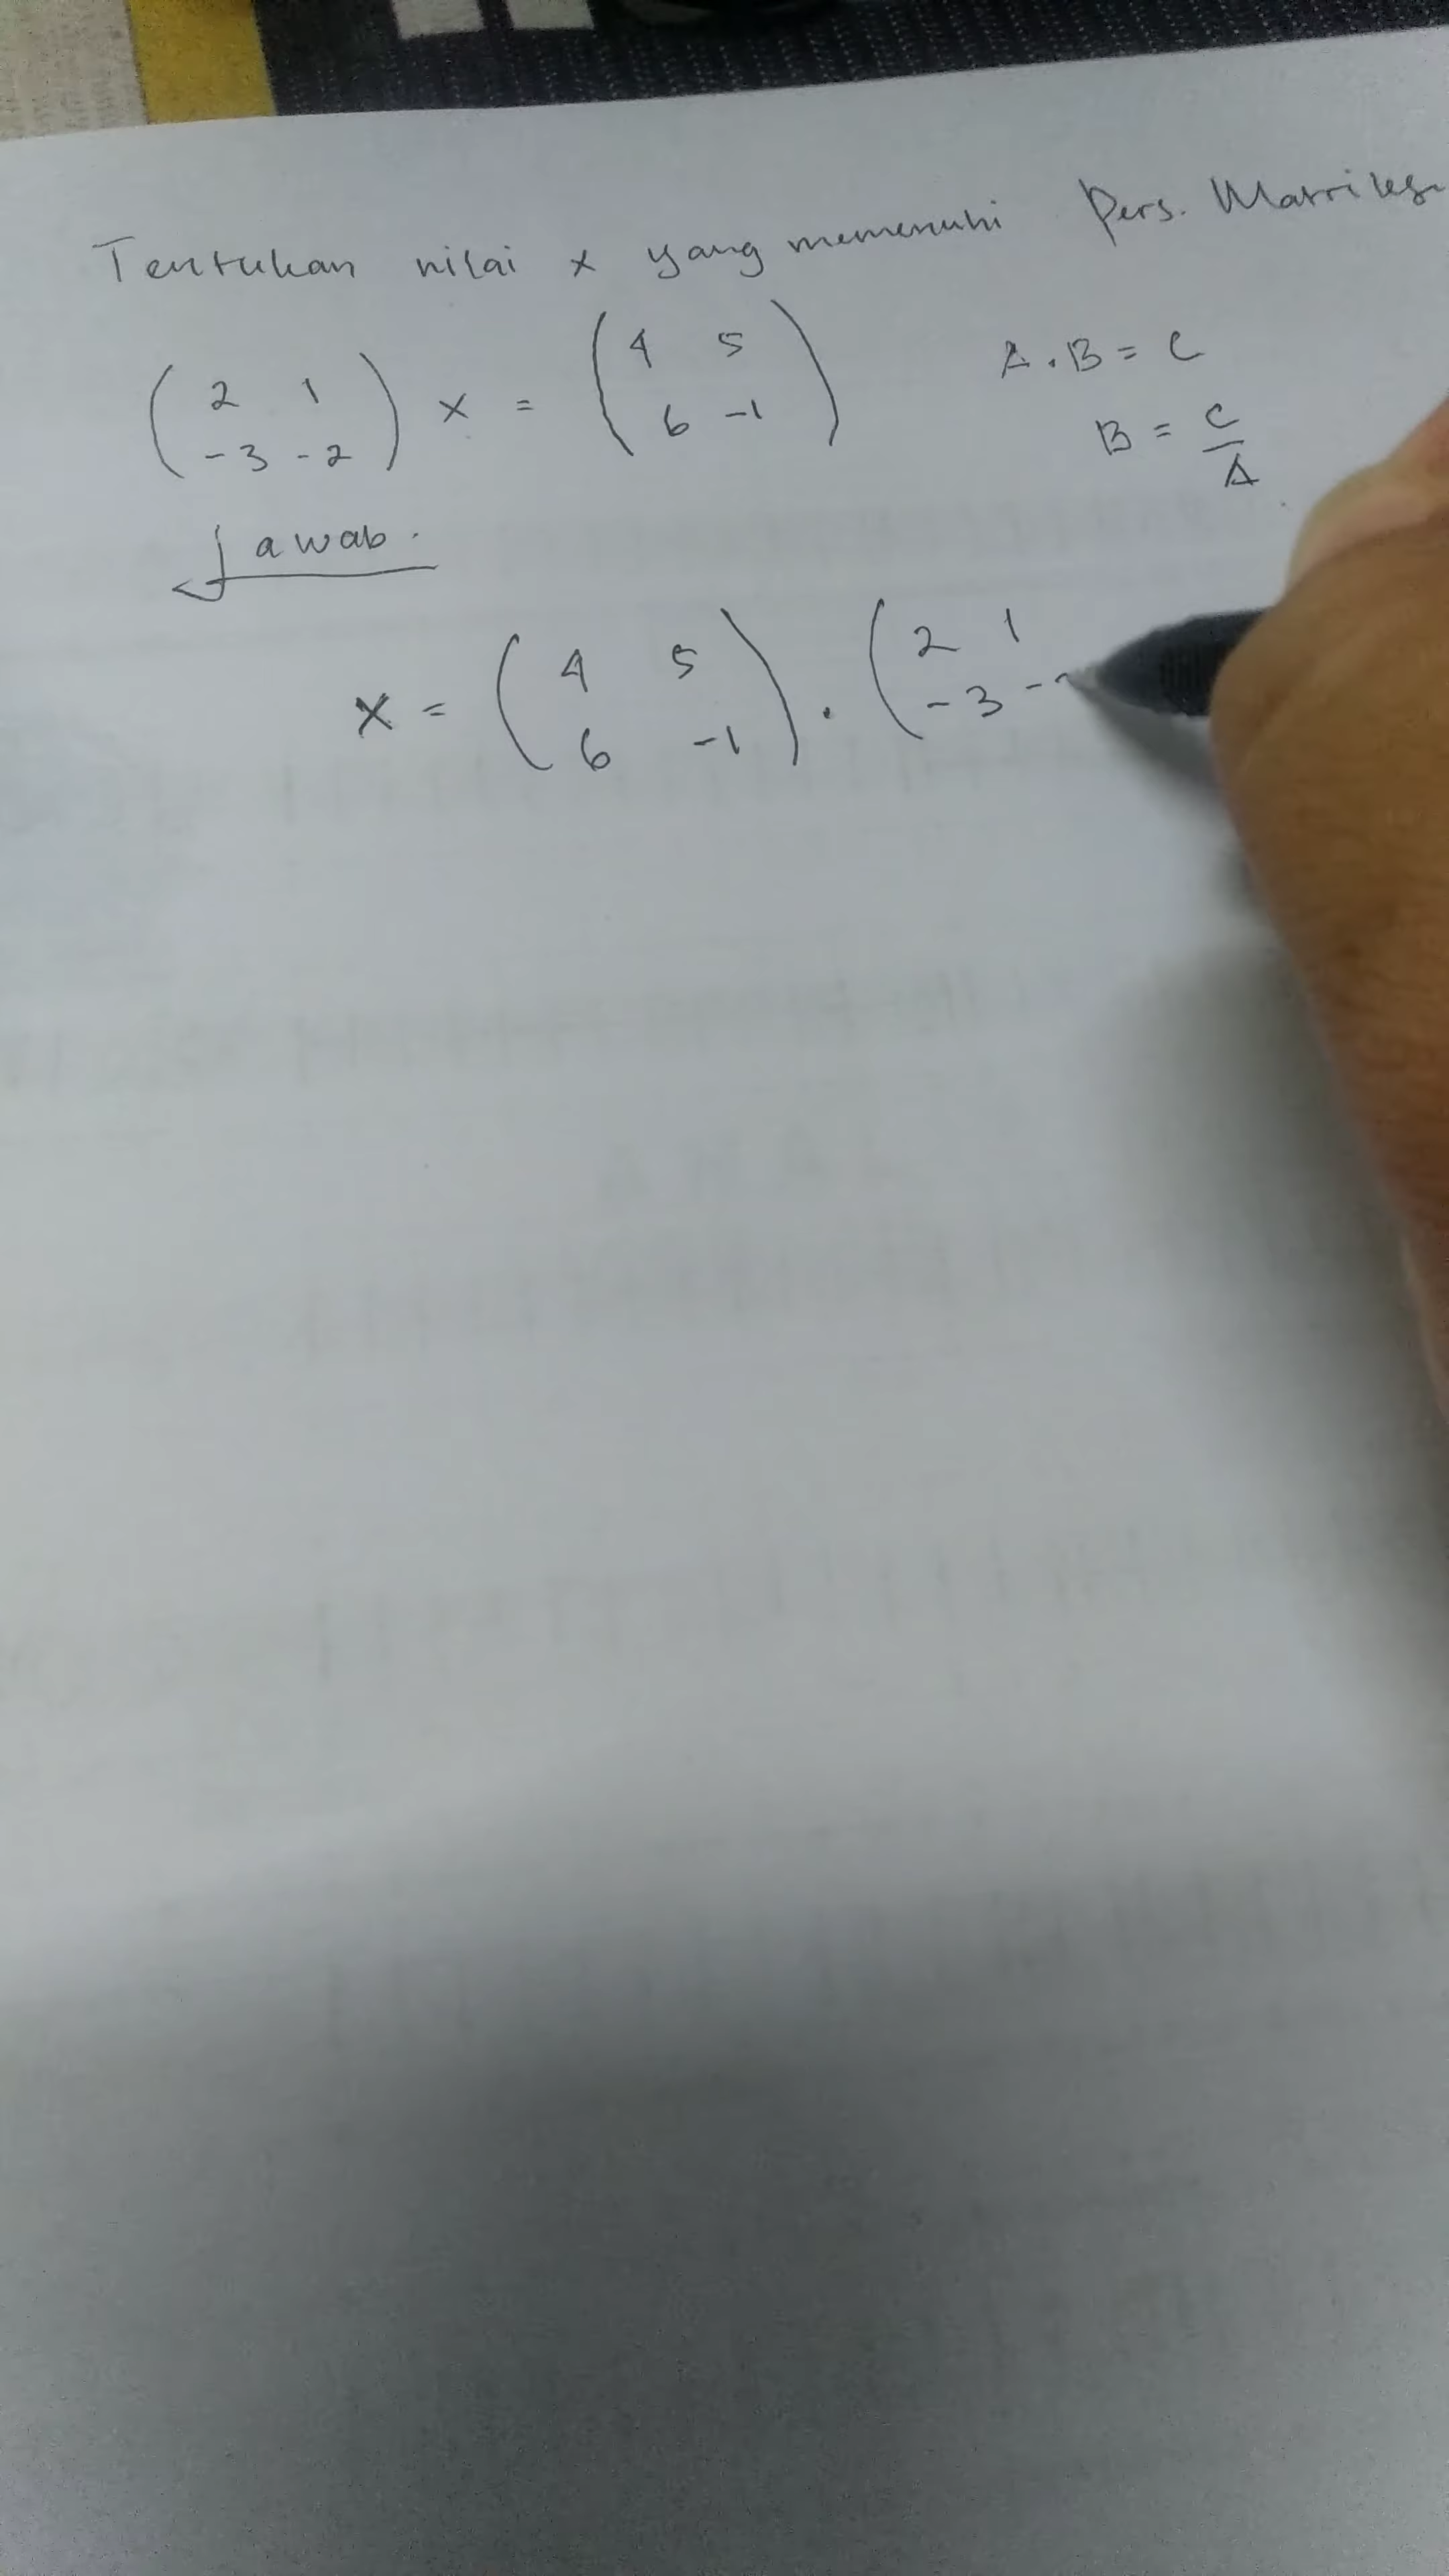 Tentukan nilai x yang memenuhi Pers. Matriks
( 2 1
-3 -2 ) x = ( 4 5
6 -1 )
A . B = C
B = C
A
Jawab.
x = ( 4 5
6 -1 ) . ( 2 1
-3 -